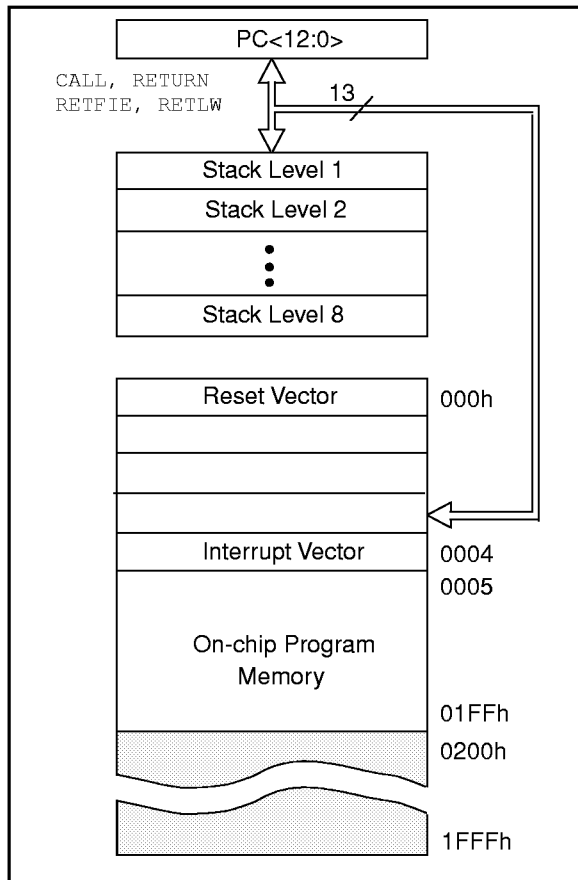 PC<12:0>
CALL, RETURN
RETFIE, RETLW
13
Stack Level 1
Stack Level 2
Stack Level 8
Reset Vector
000h
Interrupt Vector
0004
0005
On-chip Program
Memory
01FFh
0200h
1FFFh